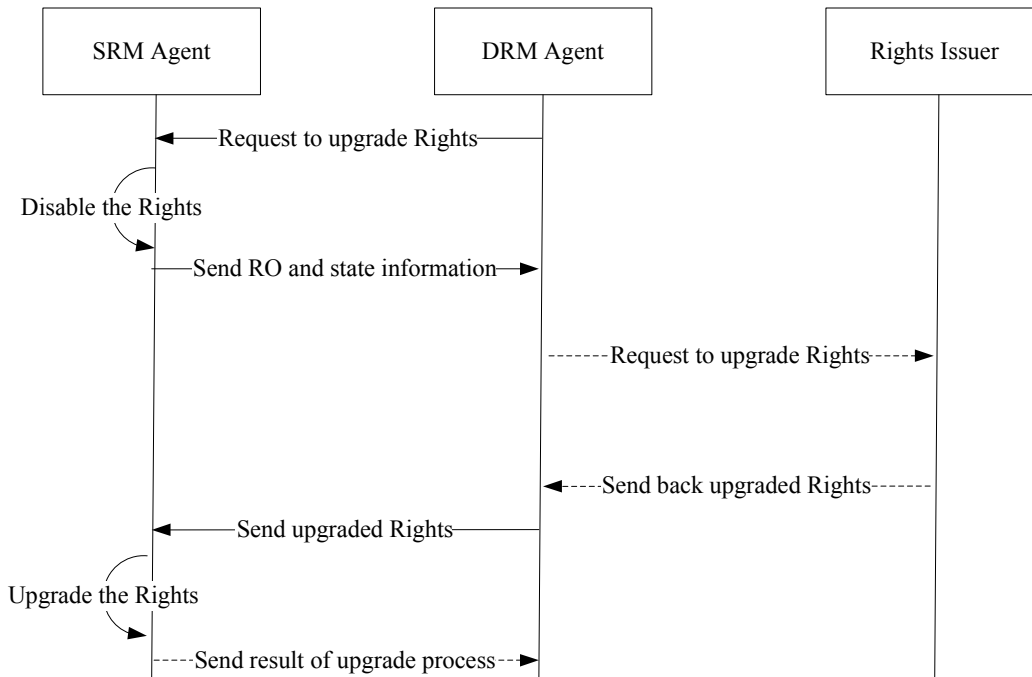 SRM Agent
DRM Agent
Rights Issuer
Request to upgrade Rights
Disable the Rights
Send RO and state information
Request to upgrade Rights
Send back upgraded Rights
Send upgraded Rights
Upgrade the Rights
Send result of upgrade process